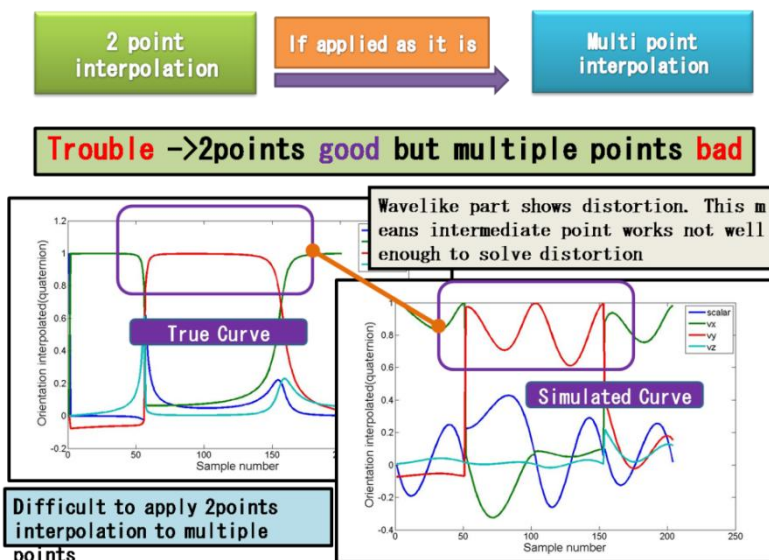 2 point
interpolation
If applied as it is
Multi point
interpolation
Trouble ->2points good but multiple points bad
Wavelike part shows distortion. This m
eans intermediate point works not well
enough to solve distortion
Orientation interpolated(quaternion)
1.2
1
0.8
0.6
0.4
0.2
0
-0.2
0
50
100
150
Sample number
True Curve
Orientation interpolated(quaternion)
1
0.8
0.6
0.4
0.2
0
-0.2
-0.4
0
50
100
150
200
250
Sample number
scalar
vx
vy
vz
Simulated Curve
Difficult to apply 2points
interpolation to multiple
points